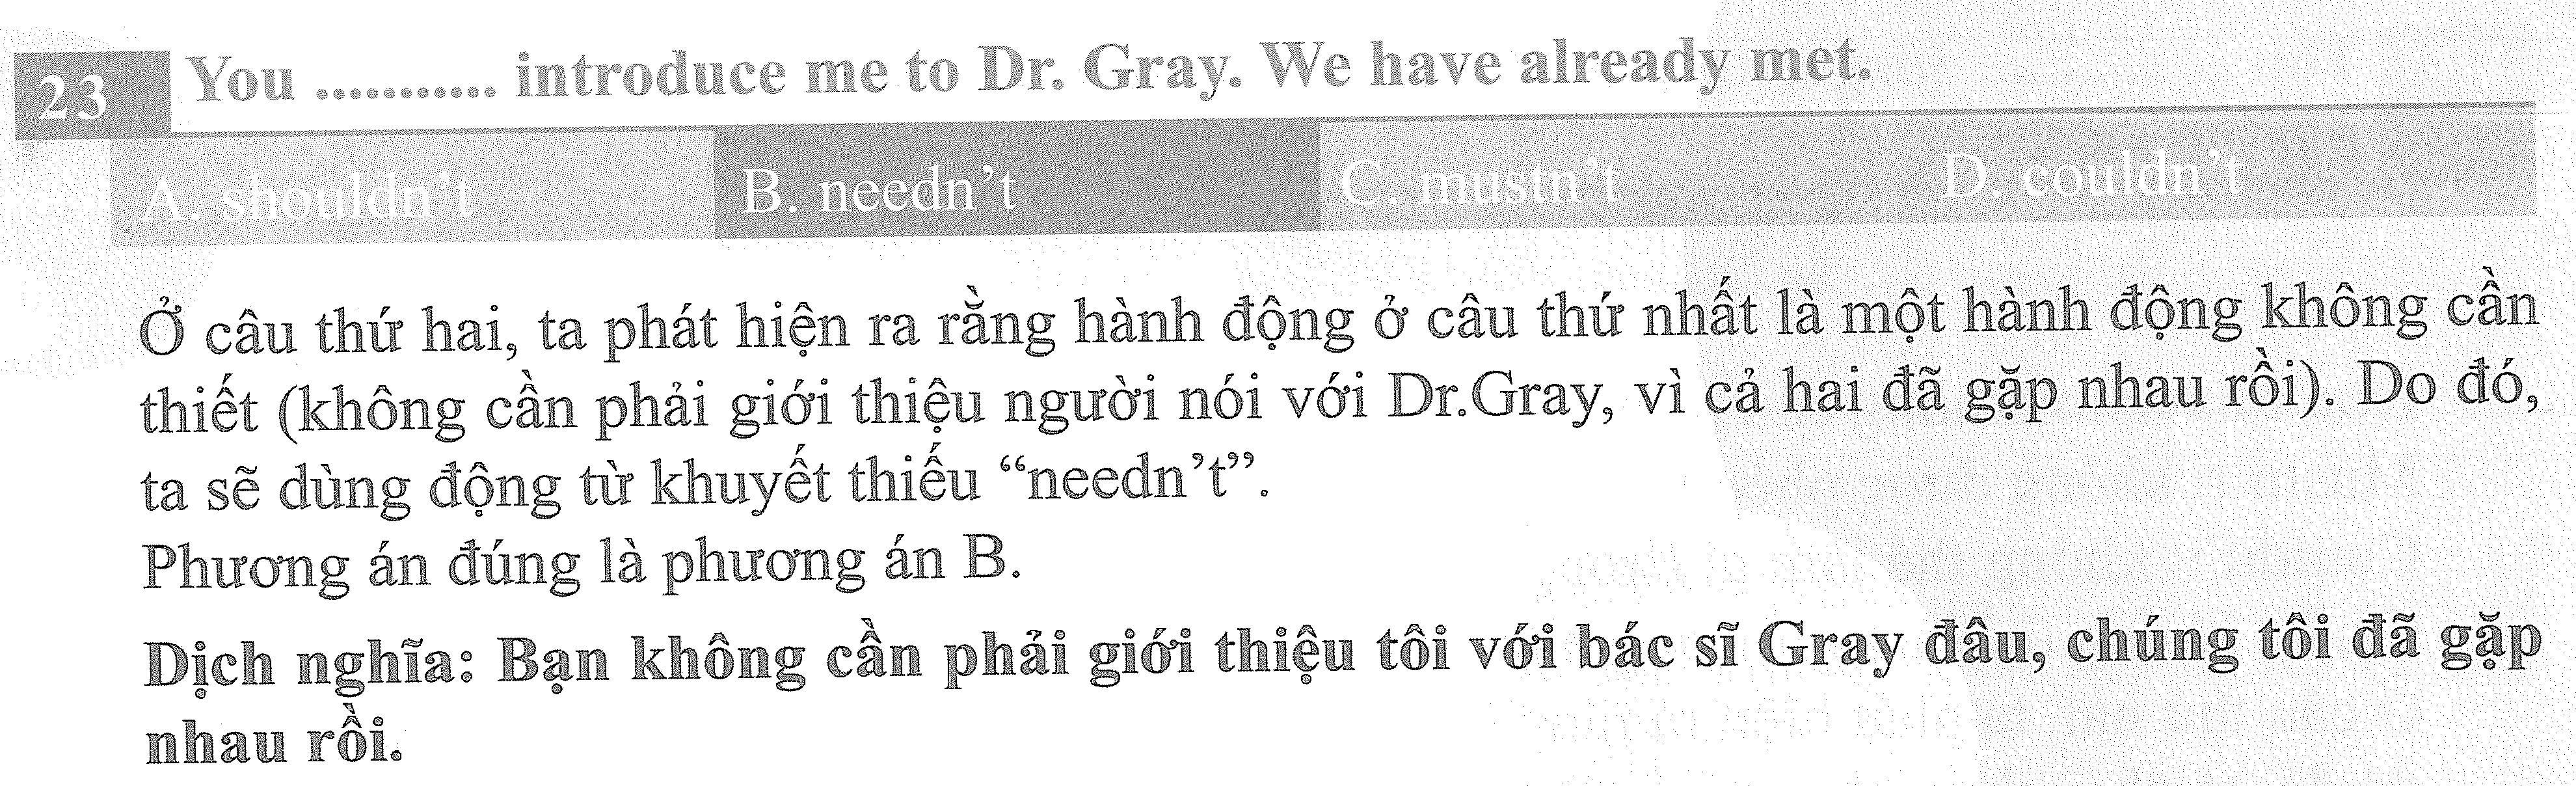 23 You ........... introduce me to Dr. Gray. We have already met.
A. shouldn't B. needn't C. mustn't D. couldn't
Ở câu thứ hai, ta phát hiện ra rằng hành động ở câu thứ nhất là một hành động không cần
thiết (không cần phải giới thiệu người nói với Dr.Gray, vì cả hai đã gặp nhau rồi). Do đó,
ta sẽ dùng động từ khuyết thiếu “needn’t”.
Phương án đúng là phương án B.
Dịch nghĩa: Bạn không cần phải giới thiệu tôi với bác sĩ Gray đâu, chúng tôi đã gặp
nhau rồi.